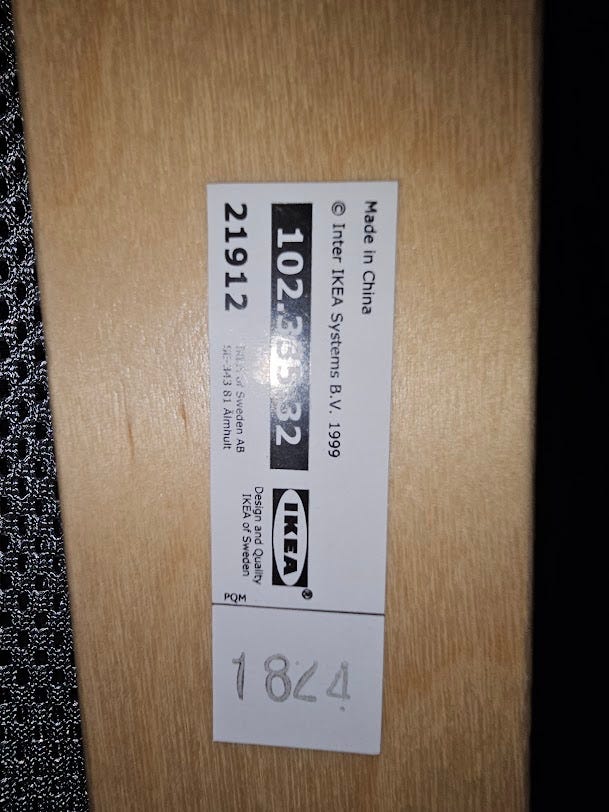 Made in China
© Inter IKEA Systems B.V. 1999
IKEA®
21912
IKEA of Sweden AB
SE-343 81 Älmhult
Design and Quality
IKEA of Sweden
PQM
1824